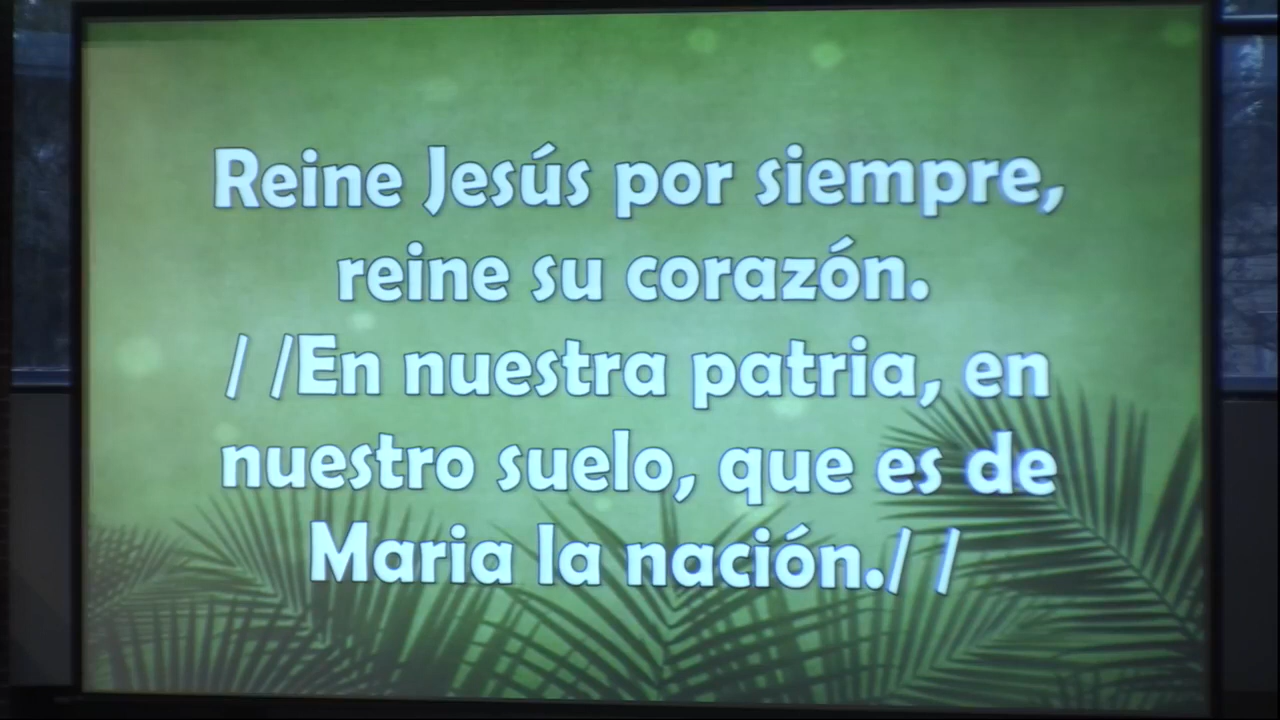 Reine Jesús por siempre,
reine su corazón.
/ /En nuestra patria, en
nuestro suelo, que es de
Maria la nación./ /